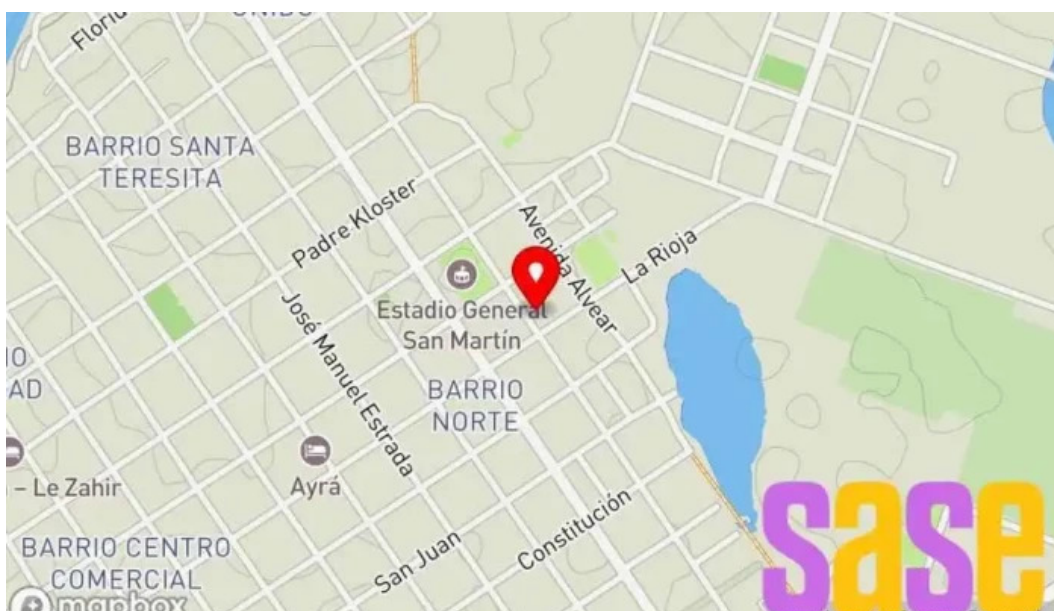 BARRIO SANTA
TERESITA
Padre Kloster
Avenida Alvear
La Rioja
Estadio General
San Martín
José Manuel Estrada
BARRIO
NORTE
AD
– Le Zahir
Ayrá
Constitución
San Juan
BARRIO CENTRO
COMERCIAL
mapbox
sase